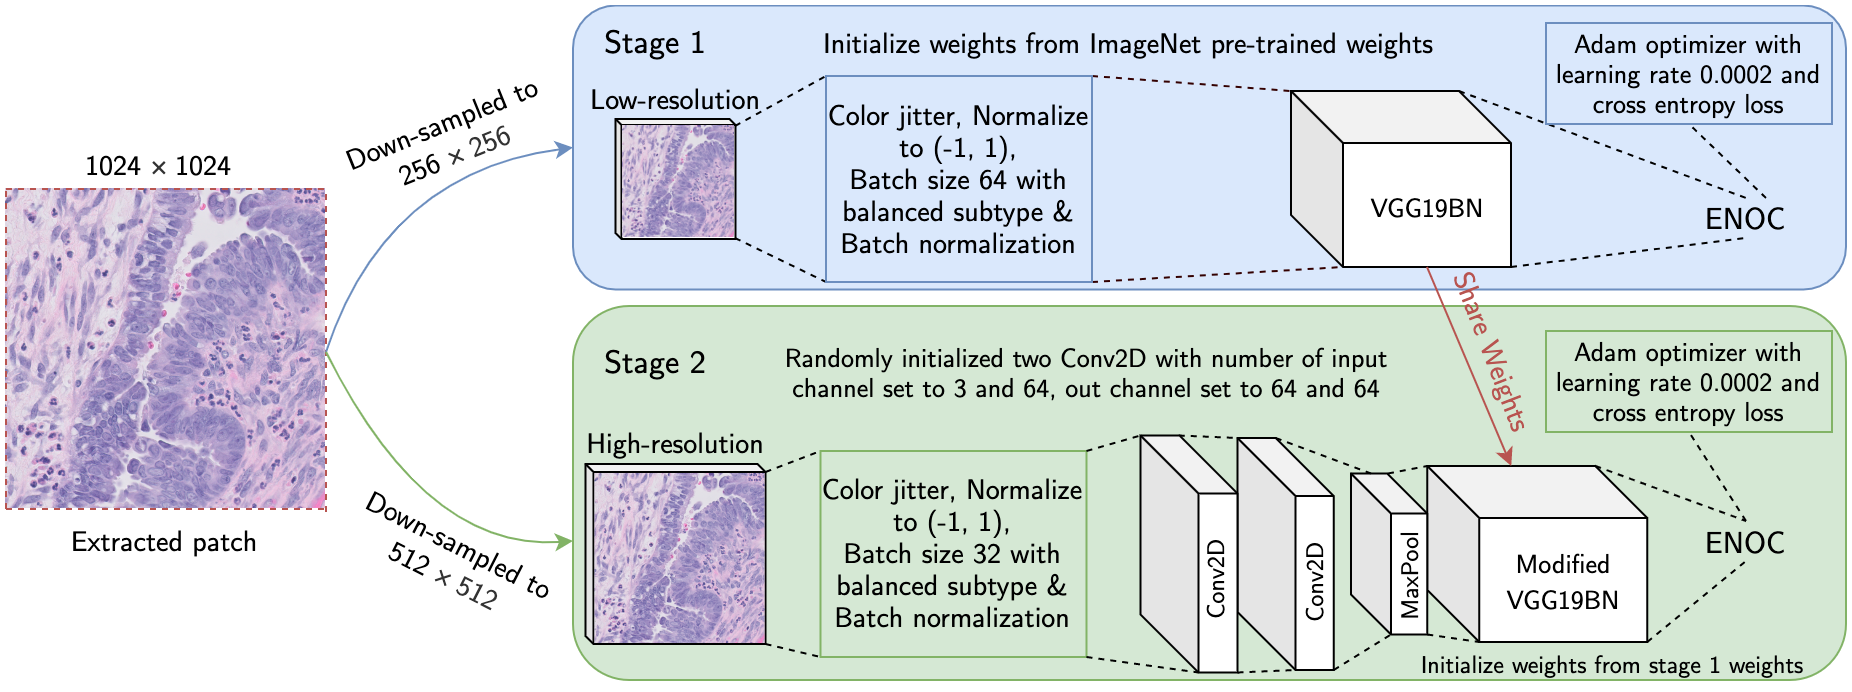 1024 × 1024
Extracted patch
Down-sampled to
256 × 256
Down-sampled to
512 × 512
Stage 1
Initialize weights from ImageNet pre-trained weights
Low-resolution
Color jitter, Normalize
to (-1, 1),
Batch size 64 with
balanced subtype &
Batch normalization
VGG19BN
Adam optimizer with
learning rate 0.0002 and
cross entropy loss
ENOC
Share Weights
Stage 2
Randomly initialized two Conv2D with number of input
channel set to 3 and 64, out channel set to 64 and 64
High-resolution
Color jitter, Normalize
to (-1, 1),
Batch size 32 with
balanced subtype &
Batch normalization
Conv2D
Conv2D
MaxPool
Modified
VGG19BN
Adam optimizer with
learning rate 0.0002 and
cross entropy loss
ENOC
Initialize weights from stage 1 weights